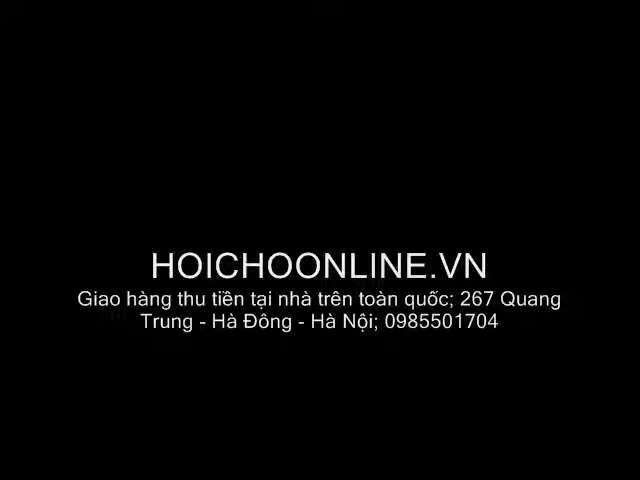 HOICHOONLINE.VN
Giao hàng thu tiền tại nhà trên toàn quốc; 267 Quang
Trung - Hà Đông - Hà Nội; 0985501704